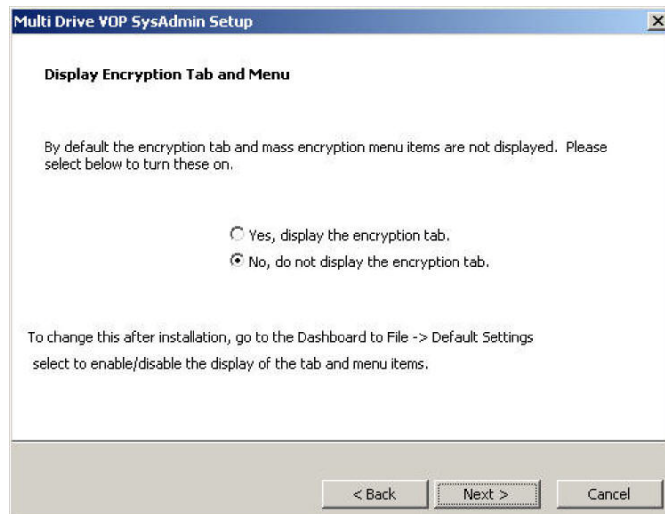 Multi Drive VOP SysAdmin Setup
Display Encryption Tab and Menu
By default the encryption tab and mass encryption menu items are not displayed. Please
select below to turn these on.
Yes, display the encryption tab.
No, do not display the encryption tab.
To change this after installation, go to the Dashboard to File -> Default Settings
select to enable/disable the display of the tab and menu items.
< Back Next > Cancel